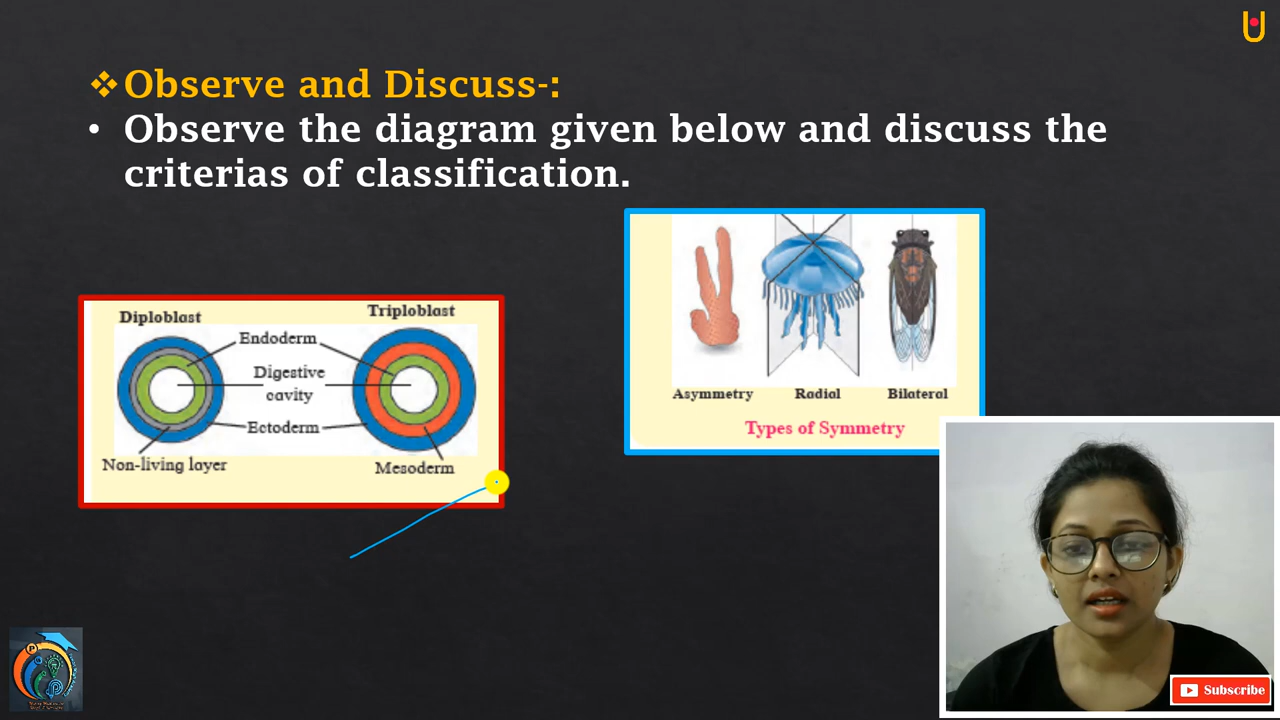 ❖Observe and Discuss-:
• Observe the diagram given below and discuss the
criterias of classification.
Diploblast
Triploblast
Endoderm
Digestive
cavity
Ectoderm
Non-living layer
Mesoderm
Asymmetry Radial Bilateral
Types of Symmetry
Subscribe